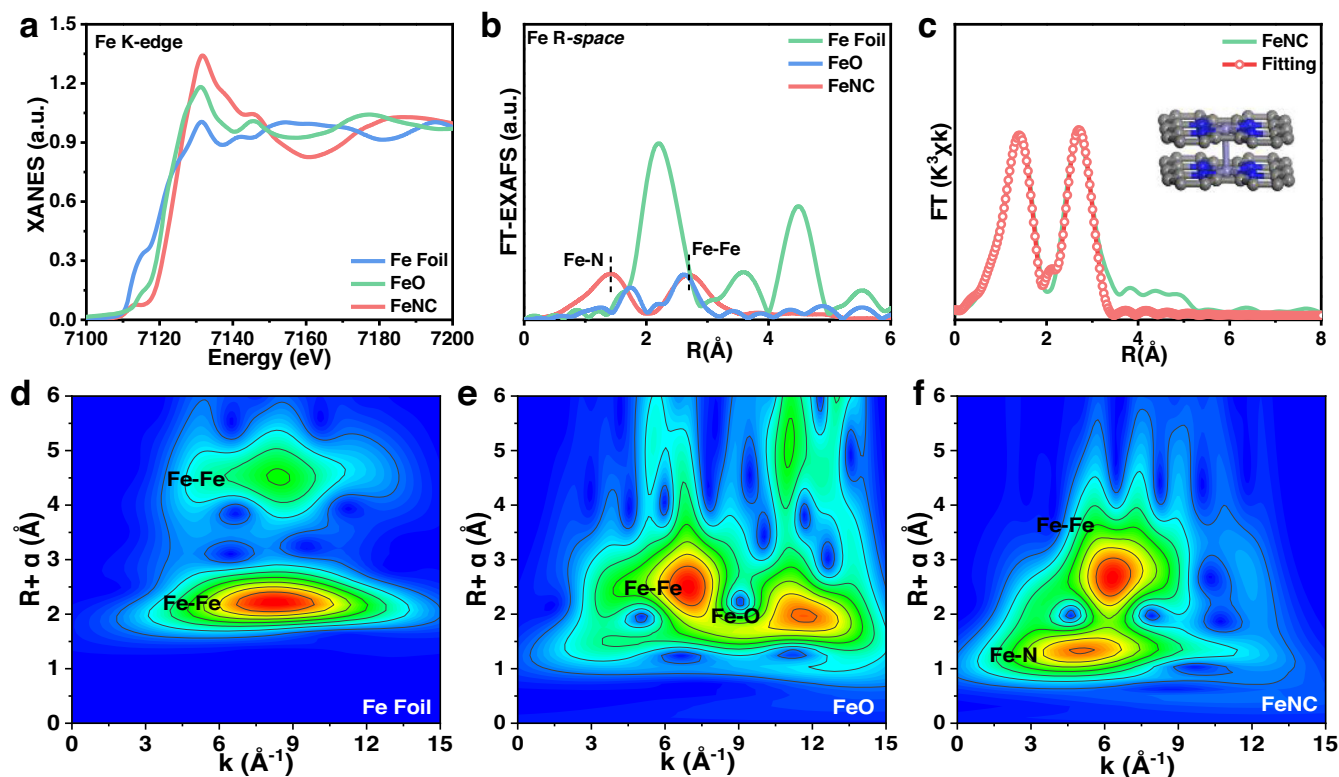 a
Fe K-edge
XANES (a.u.)
1.5
1.2
0.9
0.6
0.3
0.0
7100 7120 7140 7160 7180 7200
Energy (eV)
Fe Foil
FeO
FeNC
b
Fe R-space
FT-EXAFS (a.u.)
Fe Foil
FeO
FeNC
Fe-N
Fe-Fe
0 2 4 6
R(Å)
c
FT (K³χk)
FeNC
Fitting
0 2 4 6 8
R(Å)
d
R+ α (Å)
6
5
4
3
2
1
0
Fe-Fe
Fe-Fe
Fe Foil
0 3 6 9 12 15
k (Å⁻¹)
e
R+ α (Å)
6
5
4
3
2
1
0
Fe-Fe
Fe-O
FeO
0 3 6 9 12 15
k (Å⁻¹)
f
R+ α (Å)
6
5
4
3
2
1
0
Fe-Fe
Fe-N
FeNC
0 3 6 9 12 15
k (Å⁻¹)